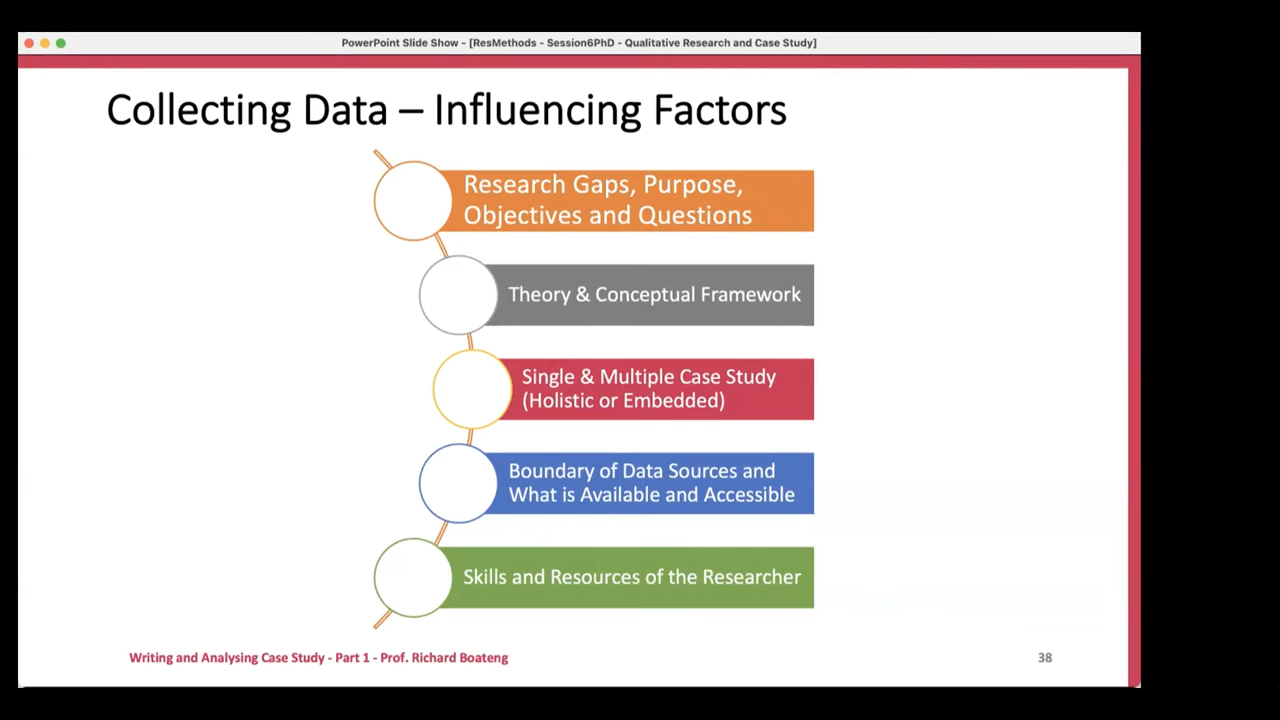 PowerPoint Slide Show - [ResMethods - Session6PhD - Qualitative Research and Case Study]
Collecting Data – Influencing Factors
Research Gaps, Purpose,
Objectives and Questions
Theory & Conceptual Framework
Single & Multiple Case Study
(Holistic or Embedded)
Boundary of Data Sources and
What is Available and Accessible
Skills and Resources of the Researcher
Writing and Analysing Case Study - Part 1 - Prof. Richard Boateng
38